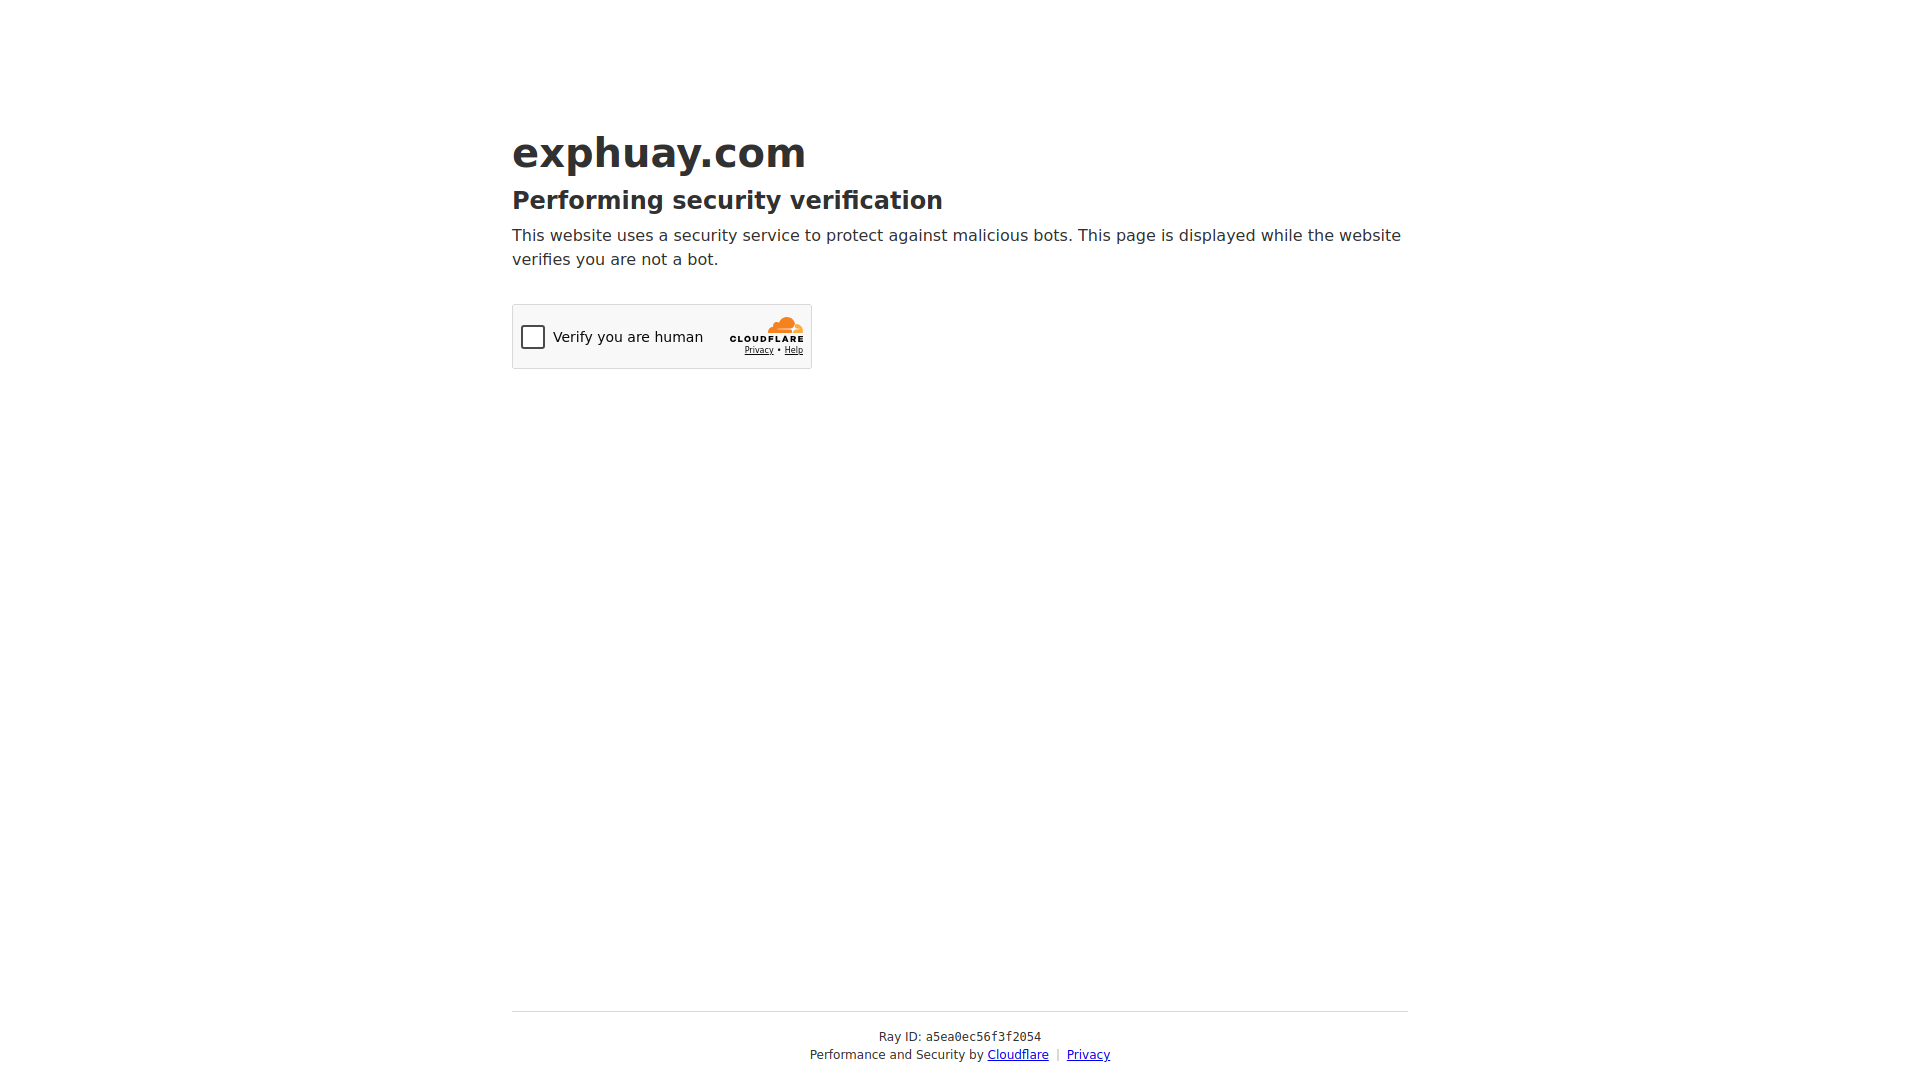 exphuay.com
Performing security verification
This website uses a security service to protect against malicious bots. This page is displayed while the website
verifies you are not a bot.
Verify you are human
CLOUDFLARE
Privacy • Help
Ray ID: a5ea0ec56f3f2054
Performance and Security by Cloudflare | Privacy